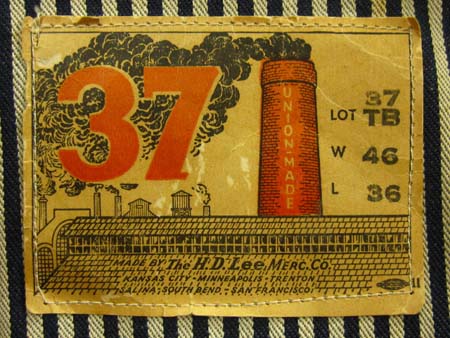 37
UNION-MADE
37
LOT TB
W 46
L 36
MADE BY The H.D. Lee MERC. CO.
KANSAS CITY - MINNEAPOLIS - TRENTON
SALINA - SOUTH BEND - SAN FRANCISCO
11